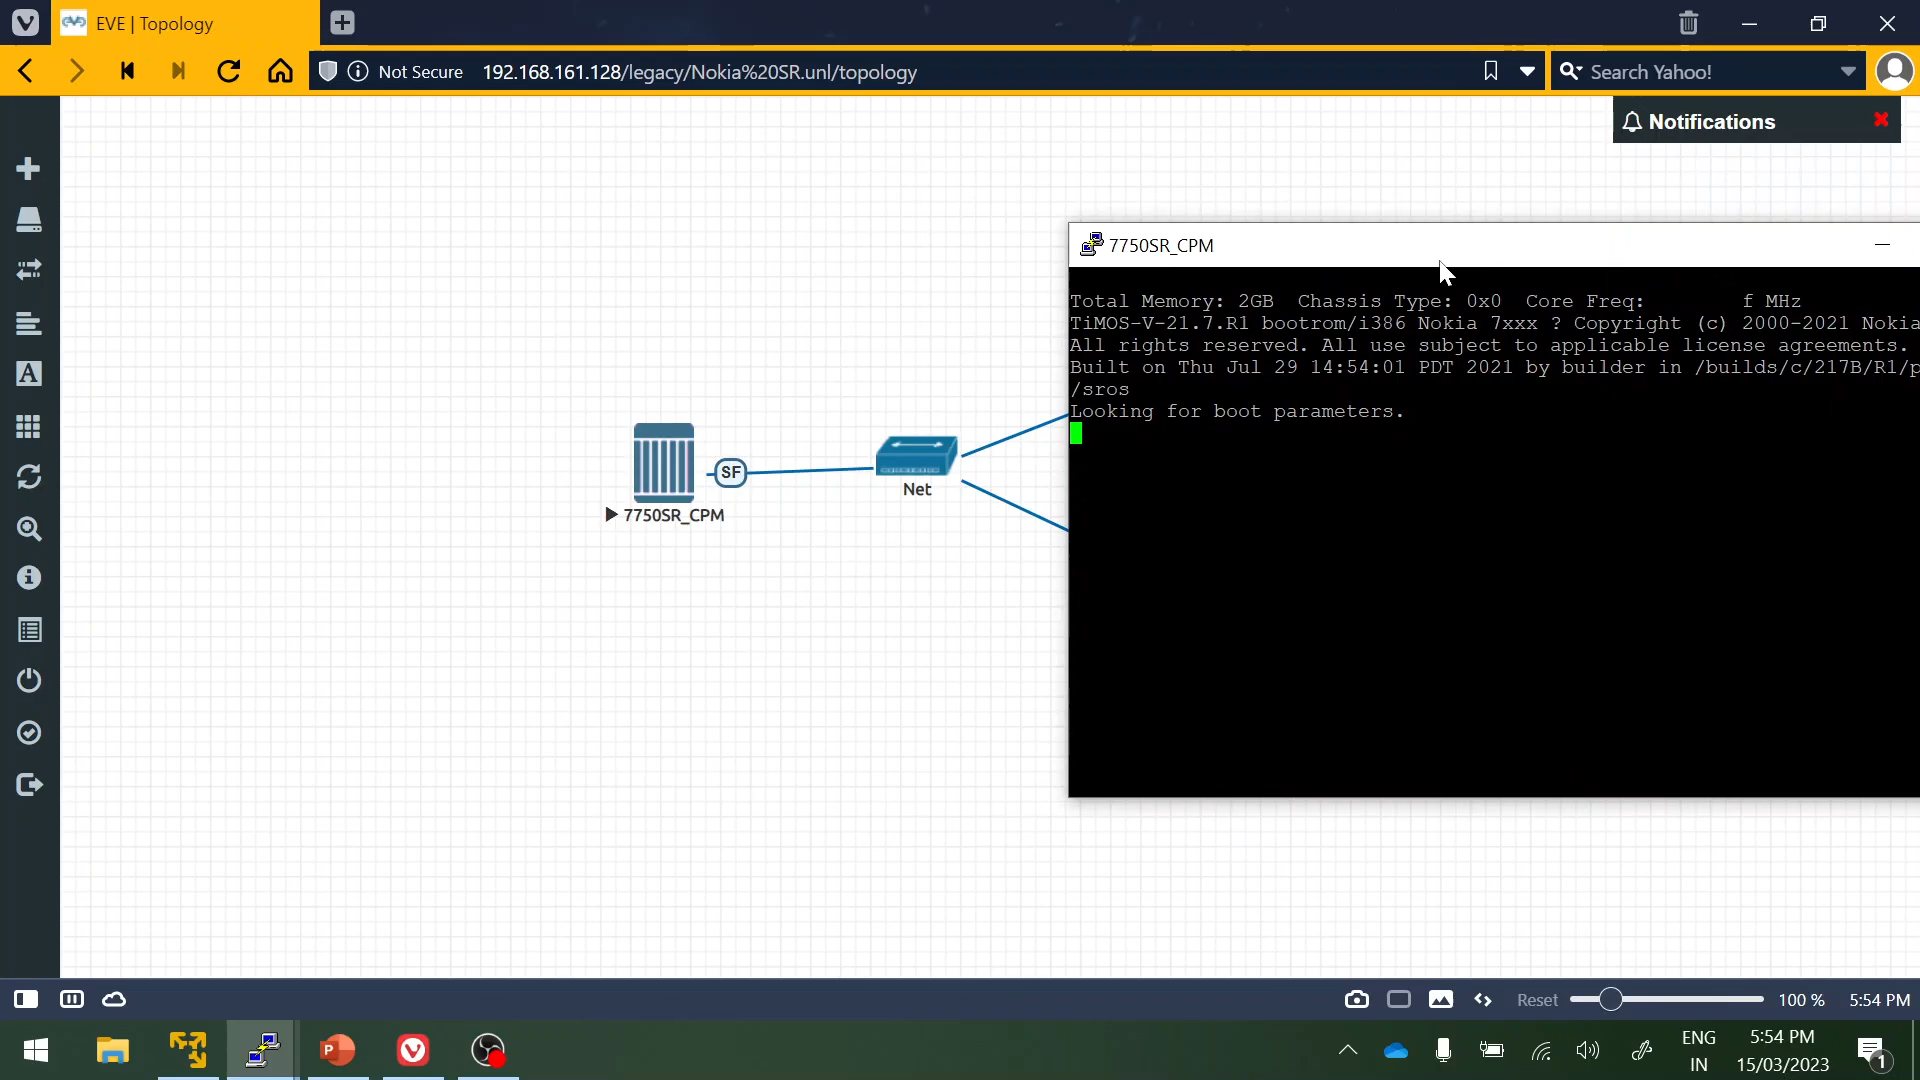 EVE | Topology
Not Secure 192.168.161.128/legacy/Nokia%20SR.unl/topology
Search Yahoo!
Notifications
7750SR_CPM
Total Memory: 2GB  Chassis Type: 0x0  Core Freq:        f MHz
TiMOS-V-21.7.R1 bootrom/i386 Nokia 7xxx ? Copyright (c) 2000-2021 Nokia
All rights reserved. All use subject to applicable license agreements.
Built on Thu Jul 29 14:54:01 PDT 2021 by builder in /builds/c/217B/R1/p
/sros
Looking for boot parameters.
SF
Net
7750SR_CPM
A
Reset
100 %
5:54 PM
P
ENG
IN
5:54 PM
15/03/2023
1